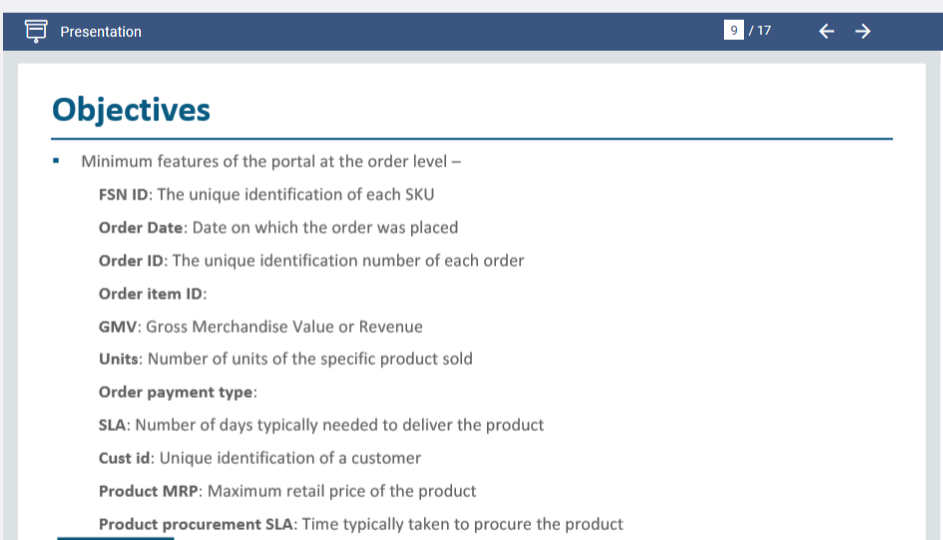 Presentation
9 / 17
Objectives
Minimum features of the portal at the order level –
FSN ID: The unique identification of each SKU
Order Date: Date on which the order was placed
Order ID: The unique identification number of each order
Order item ID:
GMV: Gross Merchandise Value or Revenue
Units: Number of units of the specific product sold
Order payment type:
SLA: Number of days typically needed to deliver the product
Cust id: Unique identification of a customer
Product MRP: Maximum retail price of the product
Product procurement SLA: Time typically taken to procure the product